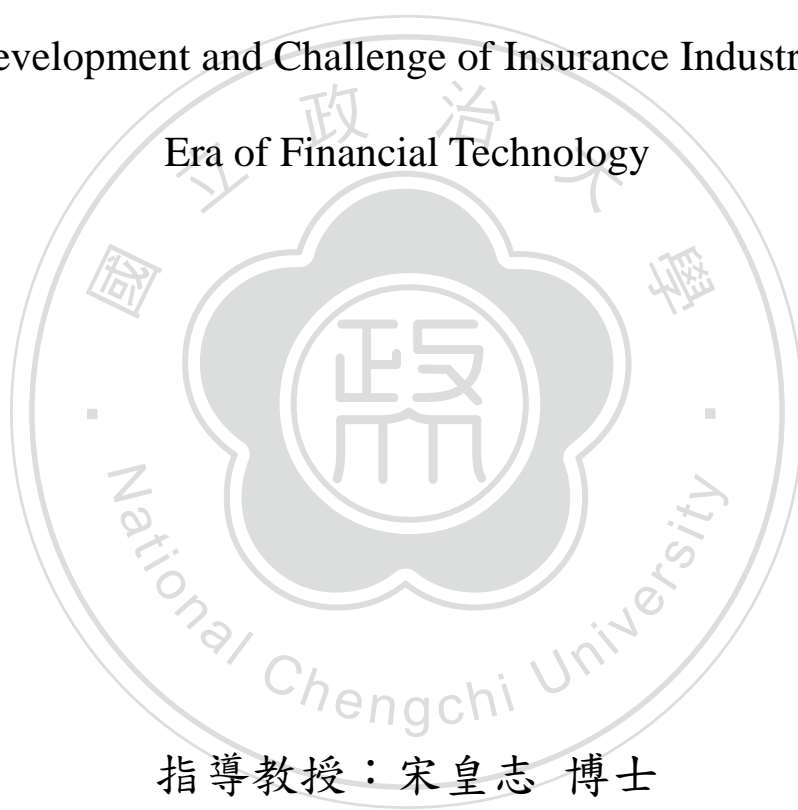 evelopment and Challenge of Insurance Industr
Era of Financial Technology
國立政治大學
政
National Chengchi University
指導教授：宋皇志 博士